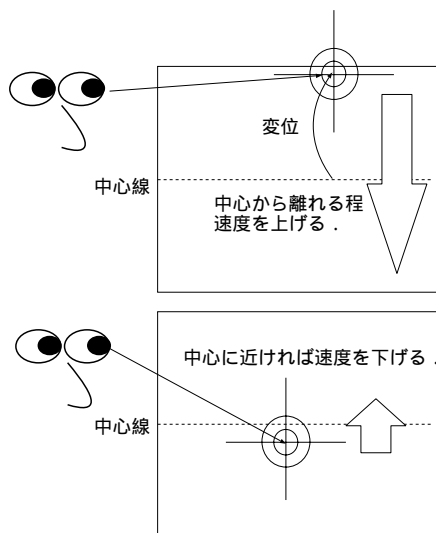 変位
中心線
中心から離れる程
速度を上げる．
中心に近ければ速度を下げる．
中心線